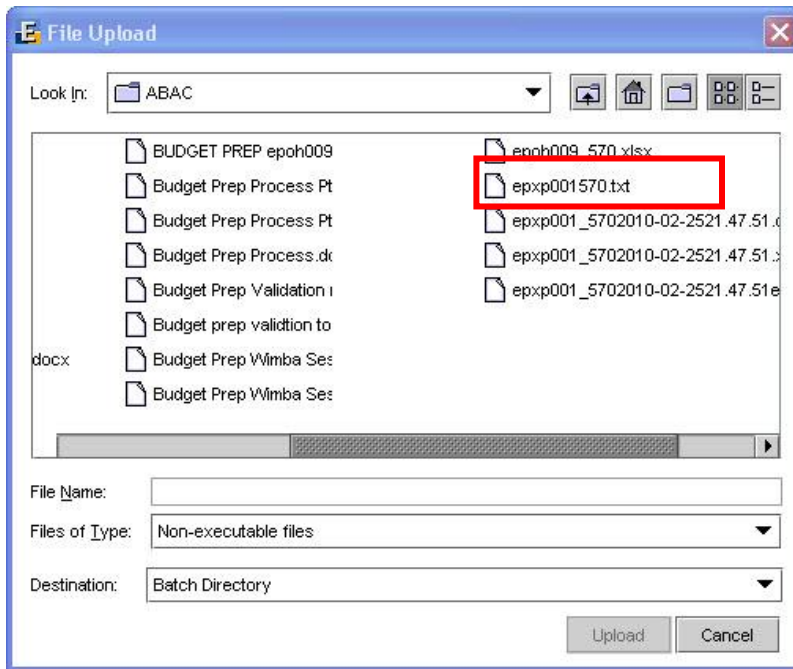 File Upload
Look In: ABAC
BUDGET PREP epoh009
Budget Prep Process Pt
Budget Prep Process Pt
Budget Prep Process.do
Budget Prep Validation
Budget prep validtion to
docx Budget Prep Wimba Ses
Budget Prep Wimba Ses
epoh009_570.xlsx
epxp001570.txt
epxp001_5702010-02-2521.47.51.
epxp001_5702010-02-2521.47.51.
epxp001_5702010-02-2521.47.51e
File Name:
Files of Type: Non-executable files
Destination: Batch Directory
Upload Cancel